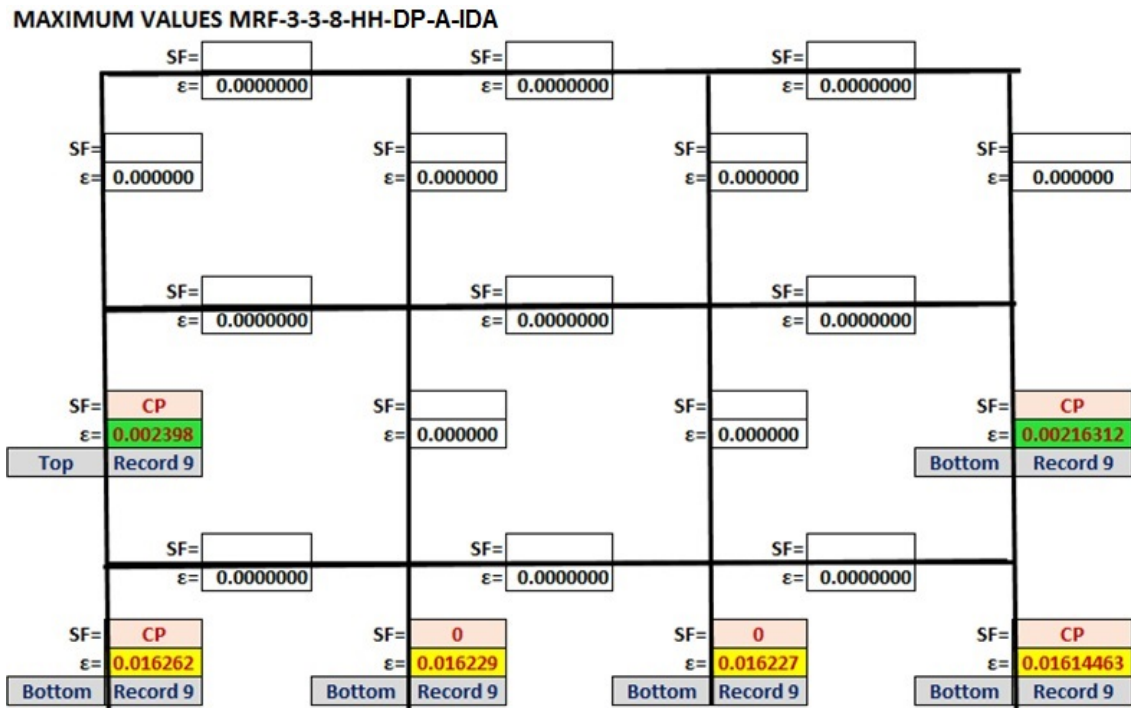 MAXIMUM VALUES MRF-3-3-8-HH-DP-A-IDA
SF= SF= SF=
ε= 0.0000000 ε= 0.0000000 ε= 0.0000000
SF= SF= SF= SF=
ε= 0.000000 ε= 0.000000 ε= 0.000000 ε= 0.000000
SF= SF= SF=
ε= 0.0000000 ε= 0.0000000 ε= 0.0000000
SF= CP SF= SF= SF= CP
ε= 0.002398 ε= 0.000000 ε= 0.000000 ε= 0.00216312
Top Record 9 Bottom Record 9
SF= SF= SF=
ε= 0.0000000 ε= 0.0000000 ε= 0.0000000
SF= CP SF= 0 SF= 0 SF= CP
ε= 0.016262 ε= 0.016229 ε= 0.016227 ε= 0.01614463
Bottom Record 9 Bottom Record 9 Bottom Record 9 Bottom Record 9